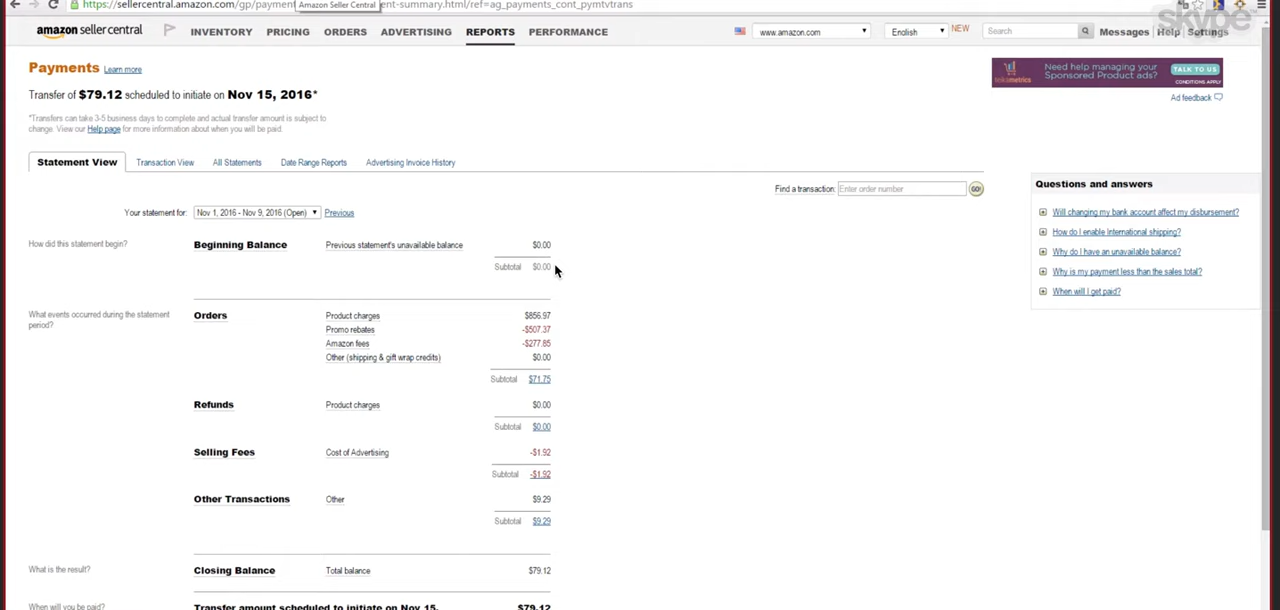 https://sellercentral.amazon.com/gp/payment Amazon Seller Central ent-summary.html/ref=ag_payments_cont_pymtvtrans
skype
amazon seller central INVENTORY PRICING ORDERS ADVERTISING REPORTS PERFORMANCE www.amazon.com English NEW Search Messages Help Settings
Payments Learn more
Need help managing your
Sponsored Product ads?
TALK TO US
CONDITIONS APPLY
Ad feedback
Transfer of $79.12 scheduled to initiate on Nov 15, 2016*
*Transfers can take 3-5 business days to complete and actual transfer amount is subject to
change. View our Help page for more information about when you will be paid.
Statement View Transaction View All Statements Date Range Reports Advertising Invoice History
Find a transaction: Enter order number GO!
Your statement for: Nov 1, 2016 - Nov 9, 2016 (Open) Previous
How did this statement begin? Beginning Balance Previous statement's unavailable balance $0.00
Subtotal $0.00
What events occurred during the statement
period?
Orders Product charges $856.97
Promo rebates -$507.37
Amazon fees -$277.85
Other (shipping & gift wrap credits) $0.00
Subtotal $71.75
Refunds Product charges $0.00
Subtotal $0.00
Selling Fees Cost of Advertising -$1.92
Subtotal -$1.92
Other Transactions Other $9.29
Subtotal $9.29
What is the result? Closing Balance Total balance $79.12
When will you be paid? Transfer amount scheduled to initiate on Nov 15, $79.12
Questions and answers
Will changing my bank account affect my disbursement?
How do I enable International shipping?
Why do I have an unavailable balance?
Why is my payment less than the sales total?
When will I get paid?